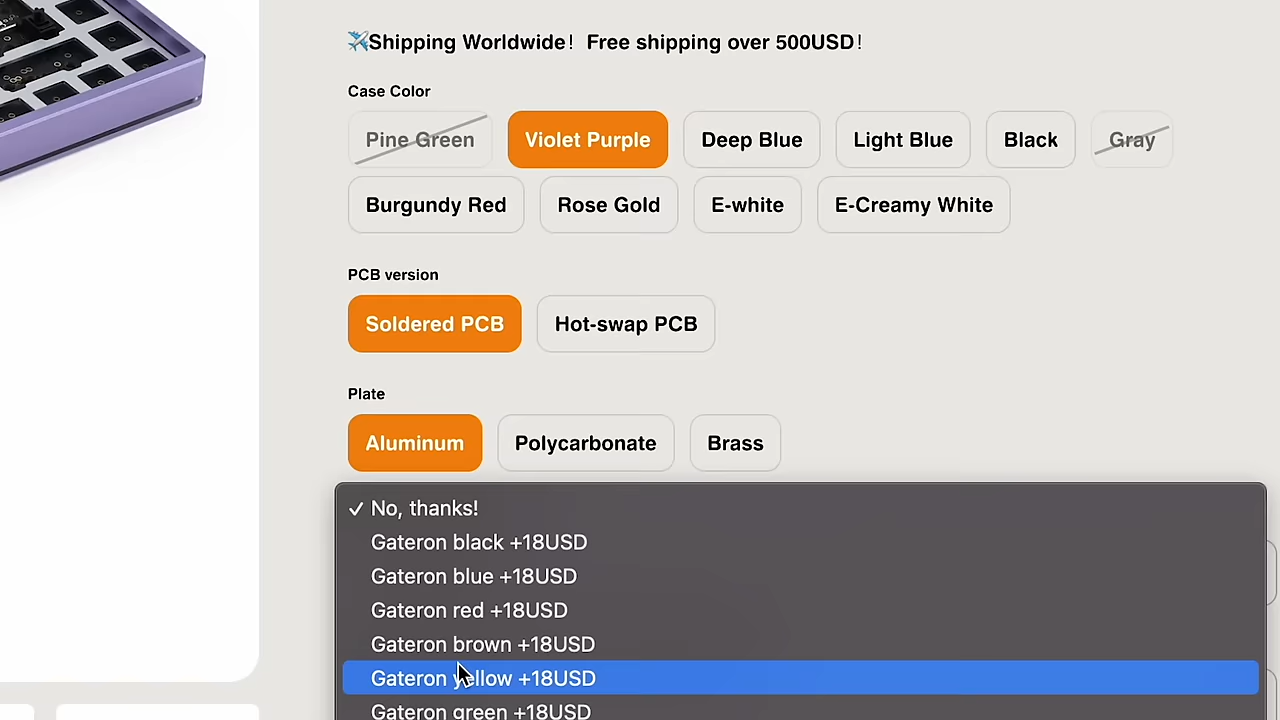 ✈️Shipping Worldwide！Free shipping over 500USD！
Case Color
Pine Green Violet Purple Deep Blue Light Blue Black Gray
Burgundy Red Rose Gold E-white E-Creamy White
PCB version
Soldered PCB Hot-swap PCB
Plate
Aluminum Polycarbonate Brass
✓ No, thanks!
Gateron black +18USD
Gateron blue +18USD
Gateron red +18USD
Gateron brown +18USD
Gateron yellow +18USD
Gateron green +18USD